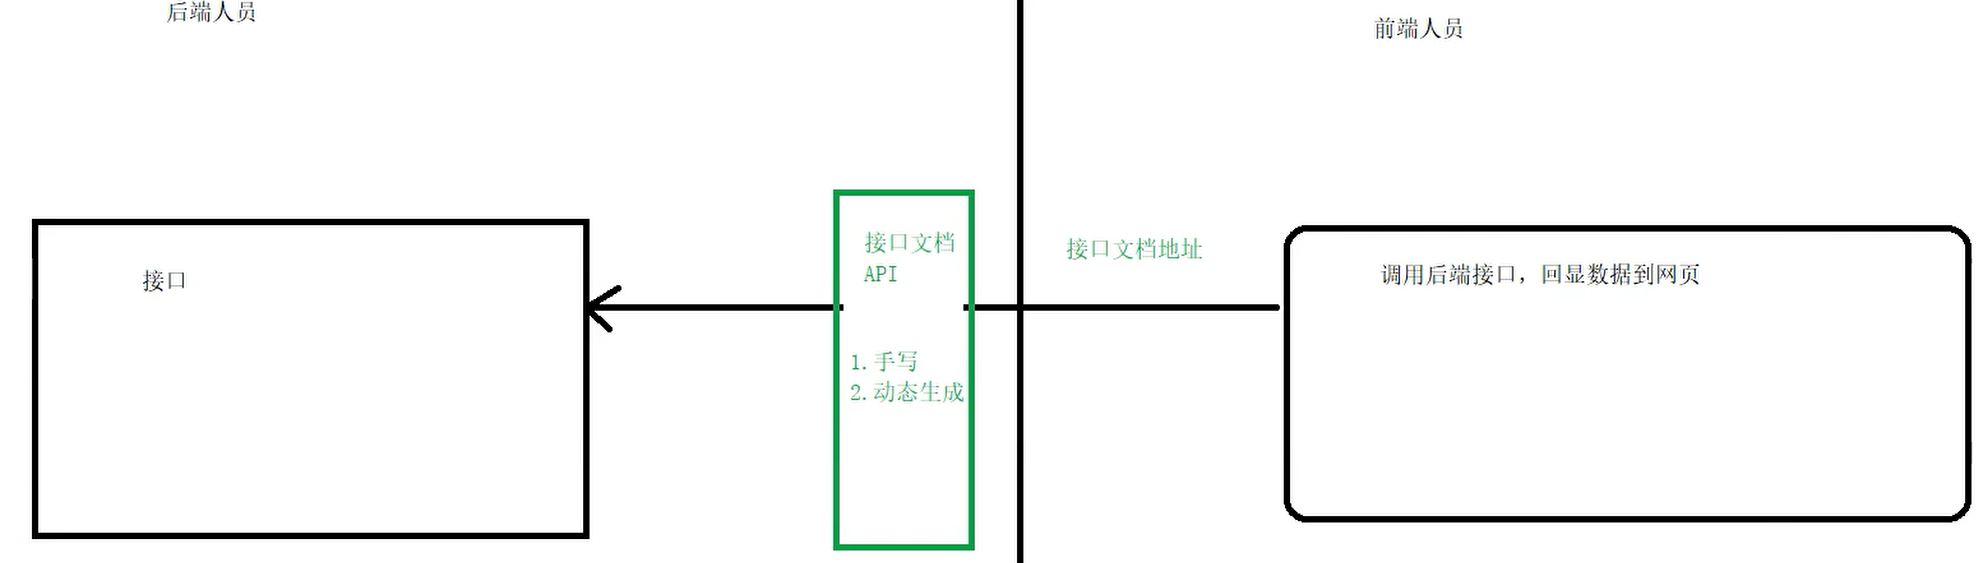 后端人员
前端人员
接口
接口文档
API
1.手写
2.动态生成
接口文档地址
调用后端接口，回显数据到网页